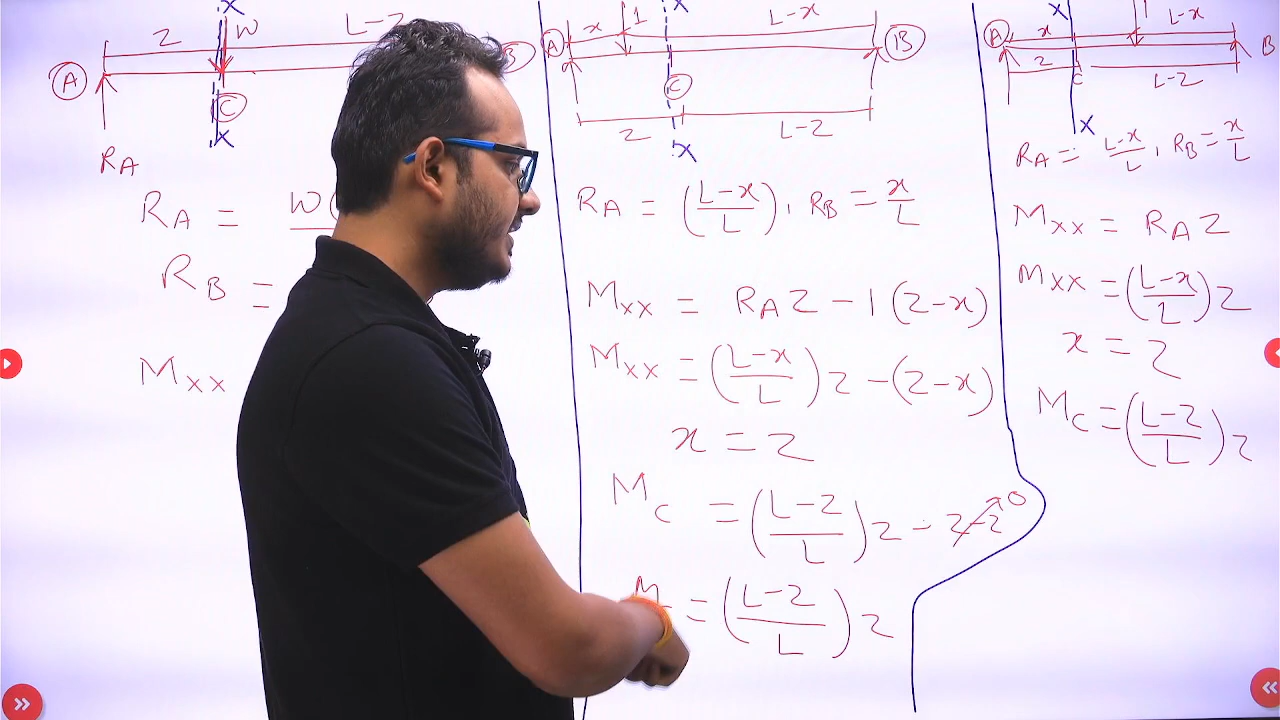 x
z W L-z
A B
C
x
RA
RA = W(
RB =
Mxx
x
x 1 L-x
A B
C
z L-z
x
RA = (L-x/L), RB = x/L
Mxx = RA z - 1(z-x)
Mxx = (L-x/L)z - (z-x)
x = z
Mc = (L-z/L)z - z-z 0
M = (L-z/L)z
x
x 1 L-x
A B
z C L-z
x
RA = L-x/L, RB = x/L
Mxx = RA z
Mxx = (L-x/L)z
x = z
Mc = (L-z/L)z